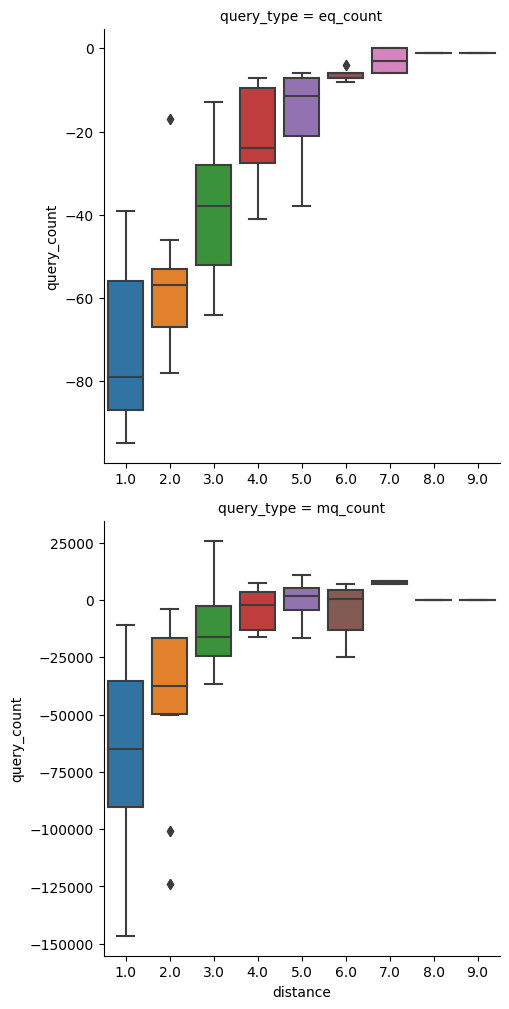 query_type = eq_count
0
−20
−40
−60
−80
query_count
1.0 2.0 3.0 4.0 5.0 6.0 7.0 8.0 9.0
query_type = mq_count
25000
0
−25000
−50000
−75000
−100000
−125000
−150000
query_count
1.0 2.0 3.0 4.0 5.0 6.0 7.0 8.0 9.0
distance